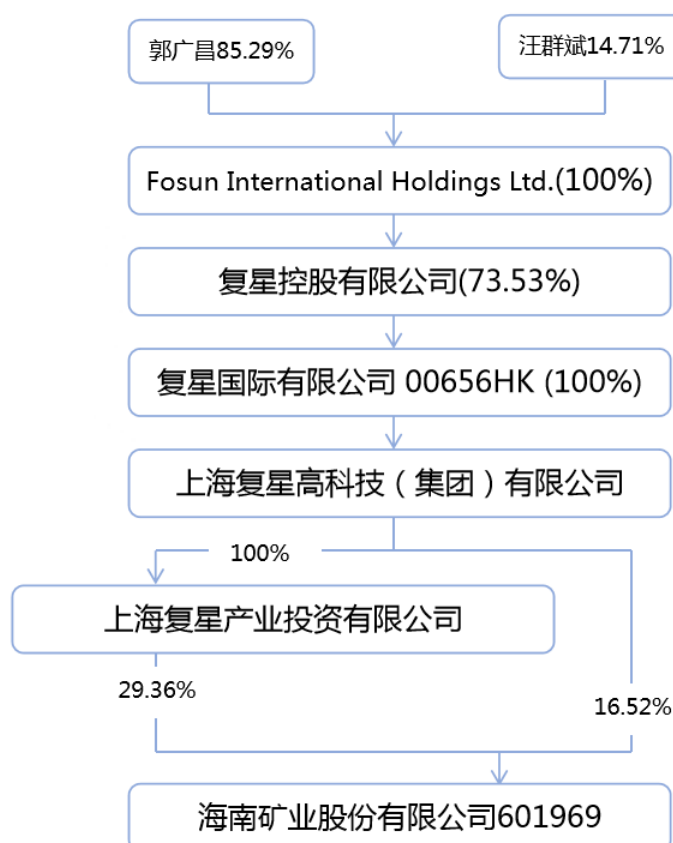 郭广昌85.29%
汪群斌14.71%
Fosun International Holdings Ltd.(100%)
复星控股有限公司(73.53%)
复星国际有限公司 00656HK (100%)
上海复星高科技（集团）有限公司
100%
上海复星产业投资有限公司
29.36%
16.52%
海南矿业股份有限公司601969